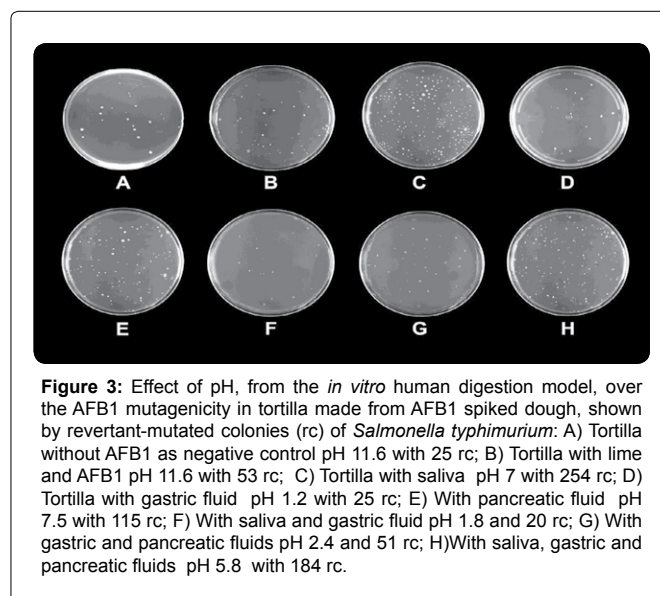 A B C D
E F G H
Figure 3: Effect of pH, from the in vitro human digestion model, over
the AFB1 mutagenicity in tortilla made from AFB1 spiked dough, shown
by revertant-mutated colonies (rc) of Salmonella typhimurium: A) Tortilla
without AFB1 as negative control pH 11.6 with 25 rc; B) Tortilla with lime
and AFB1 pH 11.6 with 53 rc; C) Tortilla with saliva pH 7 with 254 rc; D)
Tortilla with gastric fluid pH 1.2 with 25 rc; E) With pancreatic fluid pH
7.5 with 115 rc; F) With saliva and gastric fluid pH 1.8 and 20 rc; G) With
gastric and pancreatic fluids pH 2.4 and 51 rc; H)With saliva, gastric and
pancreatic fluids pH 5.8 with 184 rc.